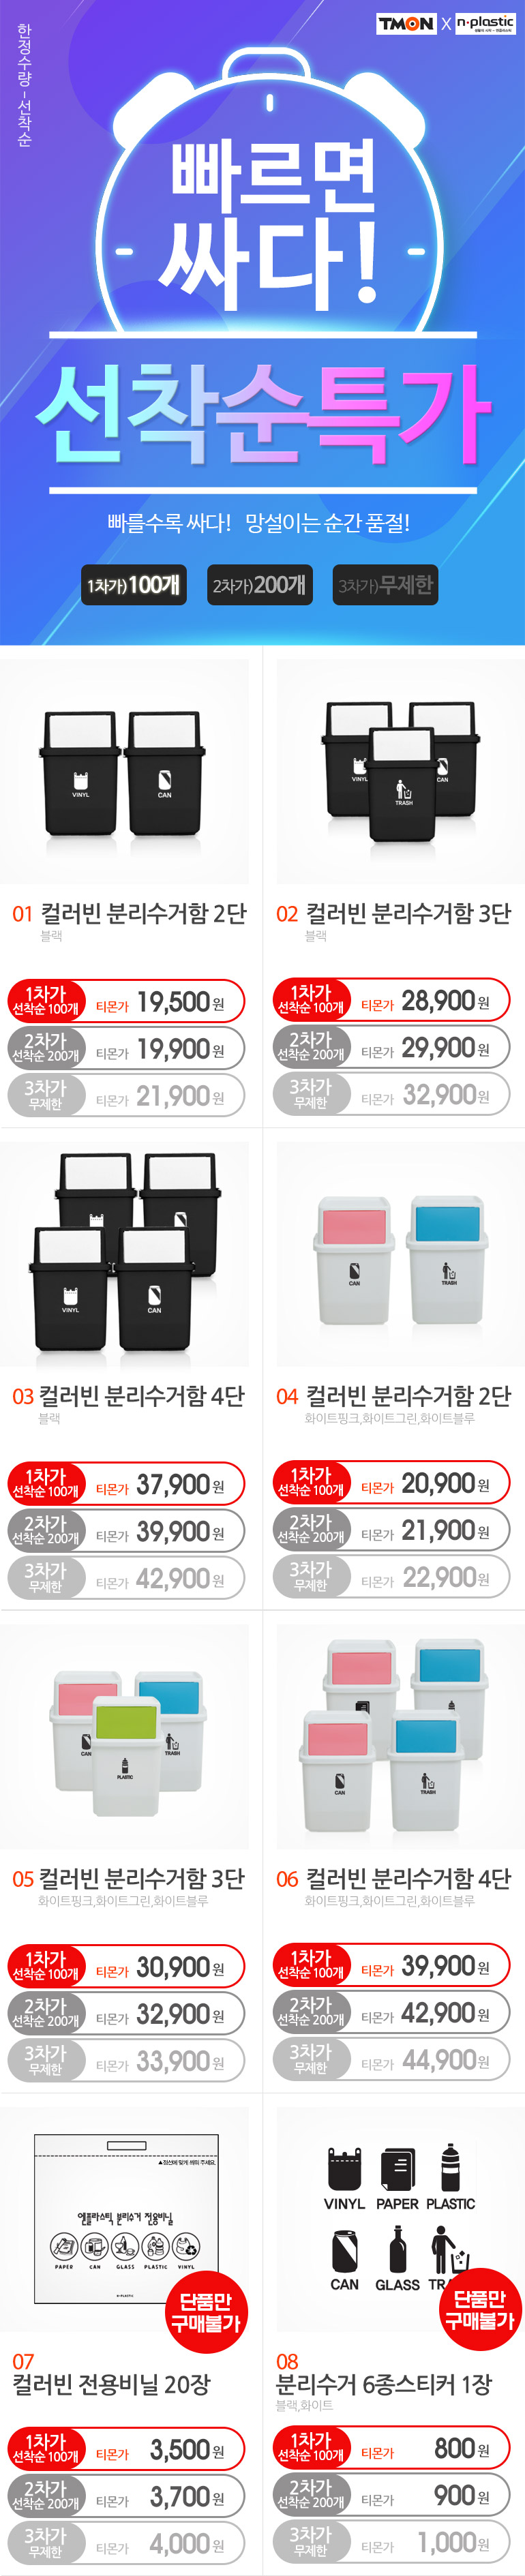 한정수량 - 선착순
TMON X n·plastic
빠르면
싸다!
선착순특가
빠를수록 싸다! 망설이는 순간 품절!
1차가)100개 2차가)200개 3차가)무제한
VINYL CAN
VINYL TRASH CAN
01 컬러빈 분리수거함 2단
블랙
1차가
선착순 100개 티몬가 19,500원
2차가
선착순 200개 티몬가 19,900원
3차가
무제한 티몬가 21,900원
02 컬러빈 분리수거함 3단
블랙
1차가
선착순 100개 티몬가 28,900원
2차가
선착순 200개 티몬가 29,900원
3차가
무제한 티몬가 32,900원
VINYL CAN
CAN TRASH
03 컬러빈 분리수거함 4단
블랙
1차가
선착순 100개 티몬가 37,900원
2차가
선착순 200개 티몬가 39,900원
3차가
무제한 티몬가 42,900원
04 컬러빈 분리수거함 2단
화이트핑크,화이트그린,화이트블루
1차가
선착순 100개 티몬가 20,900원
2차가
선착순 200개 티몬가 21,900원
3차가
무제한 티몬가 22,900원
CAN PLASTIC TRASH
CAN TRASH
05 컬러빈 분리수거함 3단
화이트핑크,화이트그린,화이트블루
1차가
선착순 100개 티몬가 30,900원
2차가
선착순 200개 티몬가 32,900원
3차가
무제한 티몬가 33,900원
06 컬러빈 분리수거함 4단
화이트핑크,화이트그린,화이트블루
1차가
선착순 100개 티몬가 39,900원
2차가
선착순 200개 티몬가 42,900원
3차가
무제한 티몬가 44,900원
▲점선에 맞게 씌워 주세요.
엔플라스틱 분리수거 전용비닐
PAPER CAN GLASS PLASTIC VINYL
N·PLASTIC
단품만
구매불가
07
컬러빈 전용비닐 20장
1차가
선착순 100개 티몬가 3,500원
2차가
선착순 200개 티몬가 3,700원
3차가
무제한 티몬가 4,000원
VINYL PAPER PLASTIC
CAN GLASS TR
단품만
구매불가
08
분리수거 6종스티커 1장
블랙,화이트
1차가
선착순 100개 티몬가 800원
2차가
선착순 200개 티몬가 900원
3차가
무제한 티몬가 1,000원